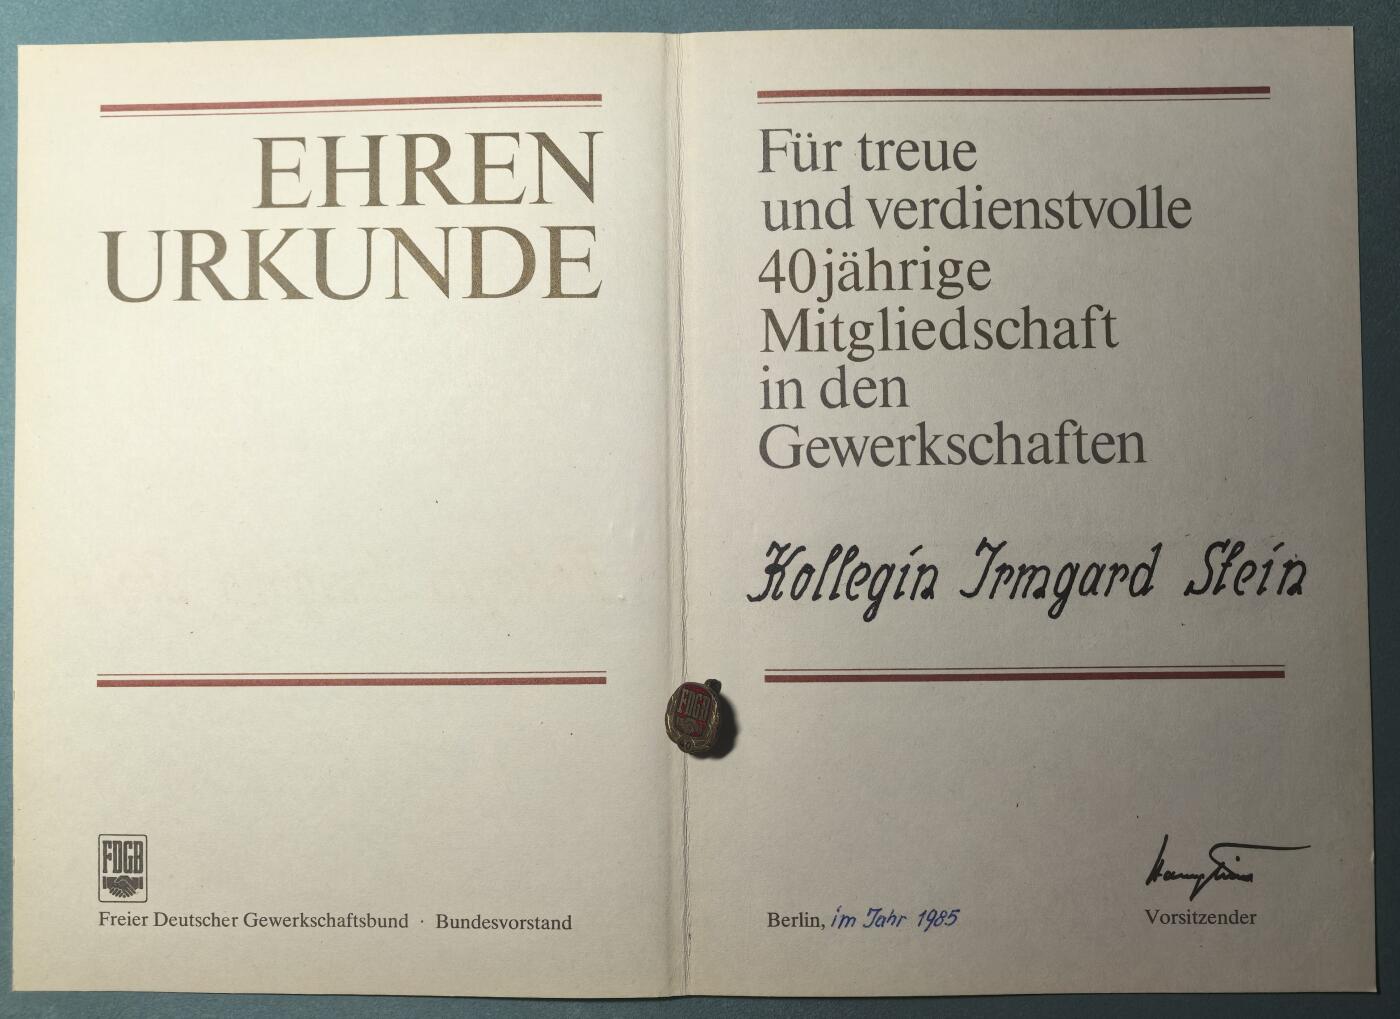 EHREN
URKUNDE
FDGB
Freier Deutscher Gewerkschaftsbund · Bundesvorstand
Für treue
und verdienstvolle
40jährige
Mitgliedschaft
in den
Gewerkschaften
Kollegin Irmgard Stein
FDGB
40
Berlin, im Jahr 1985
Vorsitzender